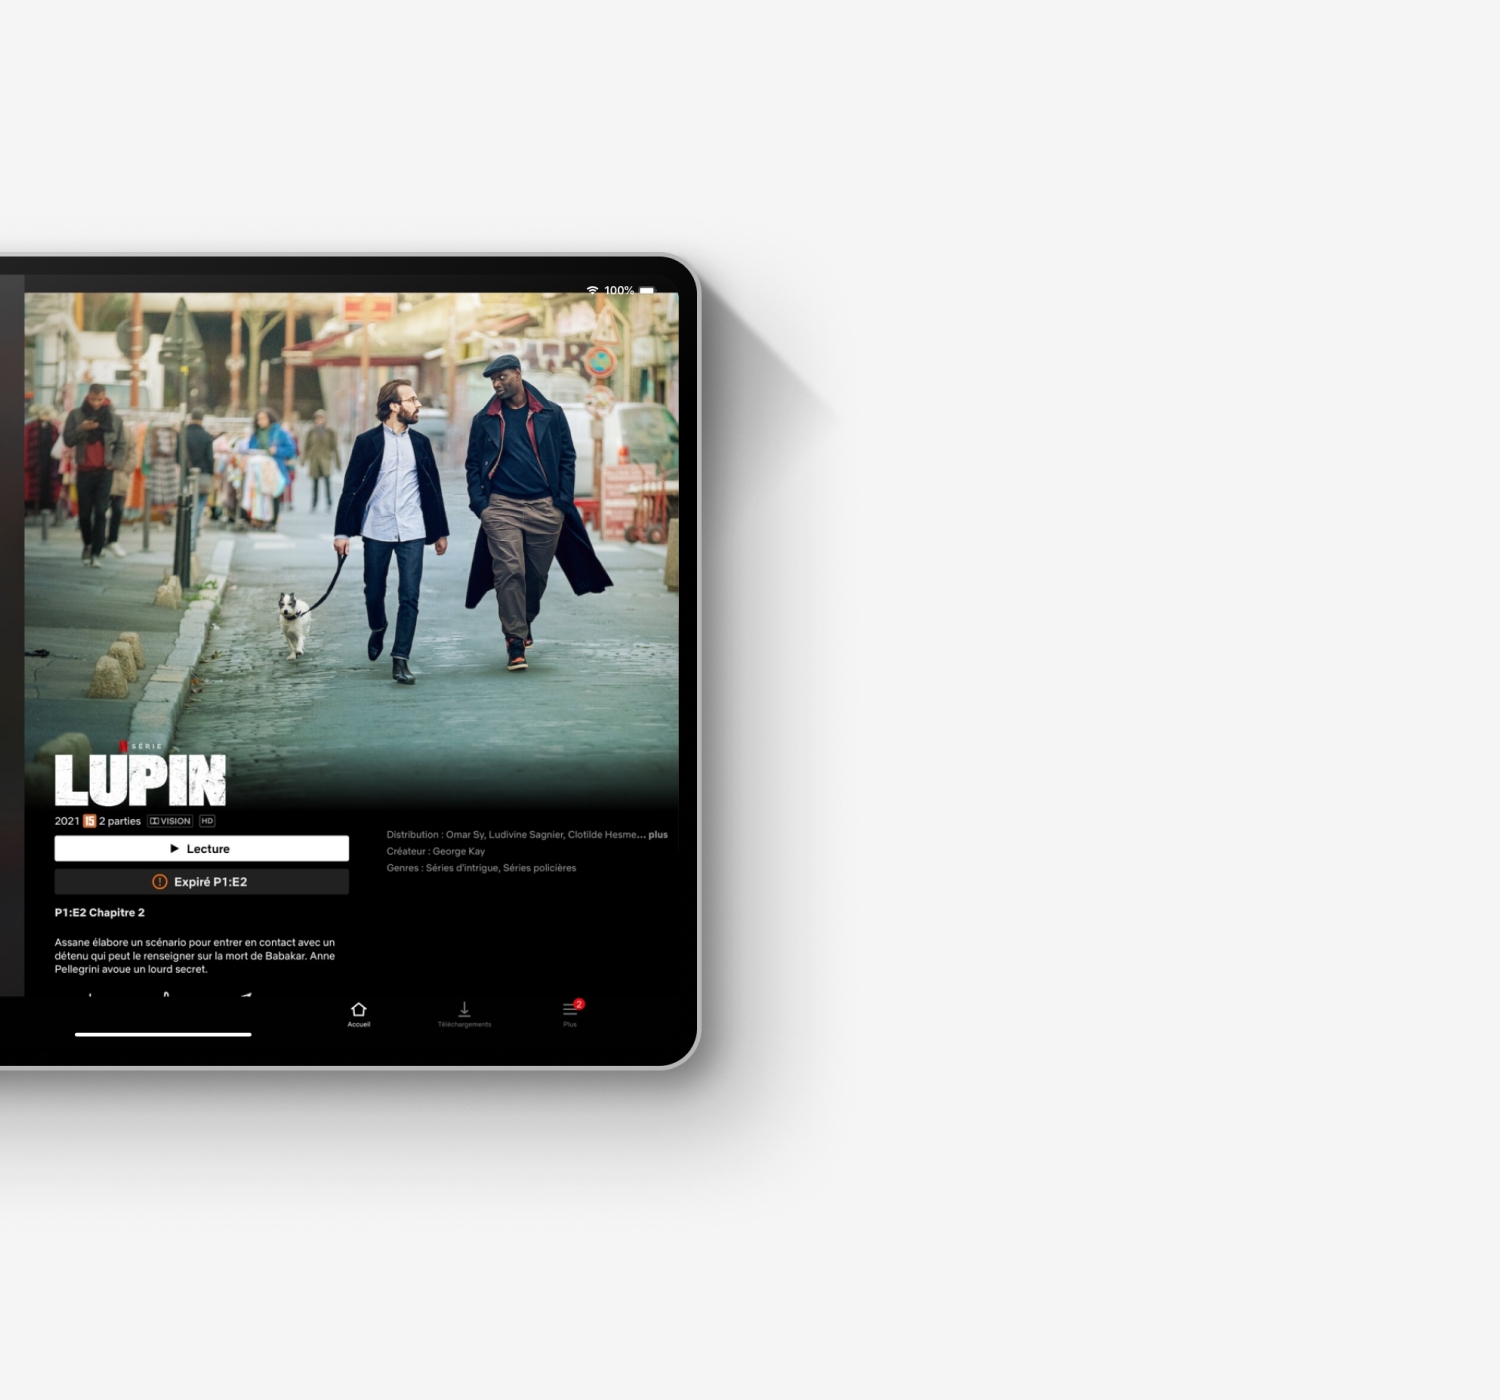 100%
N SÉRIE
LUPIN
2021 15 2 parties VISION HD
Lecture
Expiré P1:E2
P1:E2 Chapitre 2
Assane élabore un scénario pour entrer en contact avec un
détenu qui peut le renseigner sur la mort de Babakar. Anne
Pellegrini avoue un lourd secret.
Distribution : Omar Sy, Ludivine Sagnier, Clotilde Hesme... plus
Créateur : George Kay
Genres : Séries d'intrigue, Séries policières
Accueil
Téléchargements
2
Plus